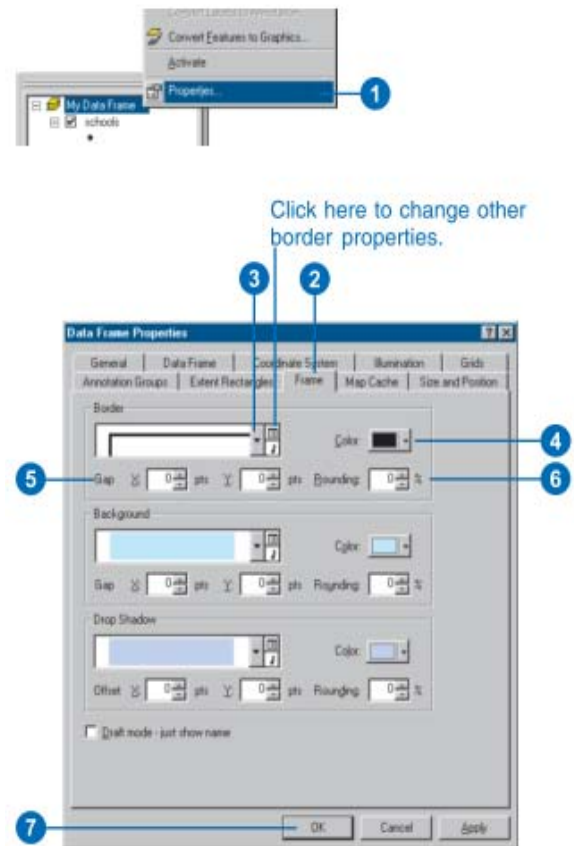 Convert Features to Graphics...
Activate
Properties...
1
My Data Frame
schools
Click here to change other
border properties.
3
2
Data Frame Properties
General Data Frame Coordinate System Illumination Grids
Annotation Groups Extent Rectangles Frame Map Cache Size and Position
Border
Color:
4
5
Gap X: 0 pts Y: 0 pts Rounding: 0 %
6
Background
Color:
Gap X: 0 pts Y: 0 pts Rounding: 0 %
Drop Shadow
Color:
Offset X: 0 pts Y: 0 pts Rounding: 0 %
Draft mode - just show name
7
OK Cancel Apply